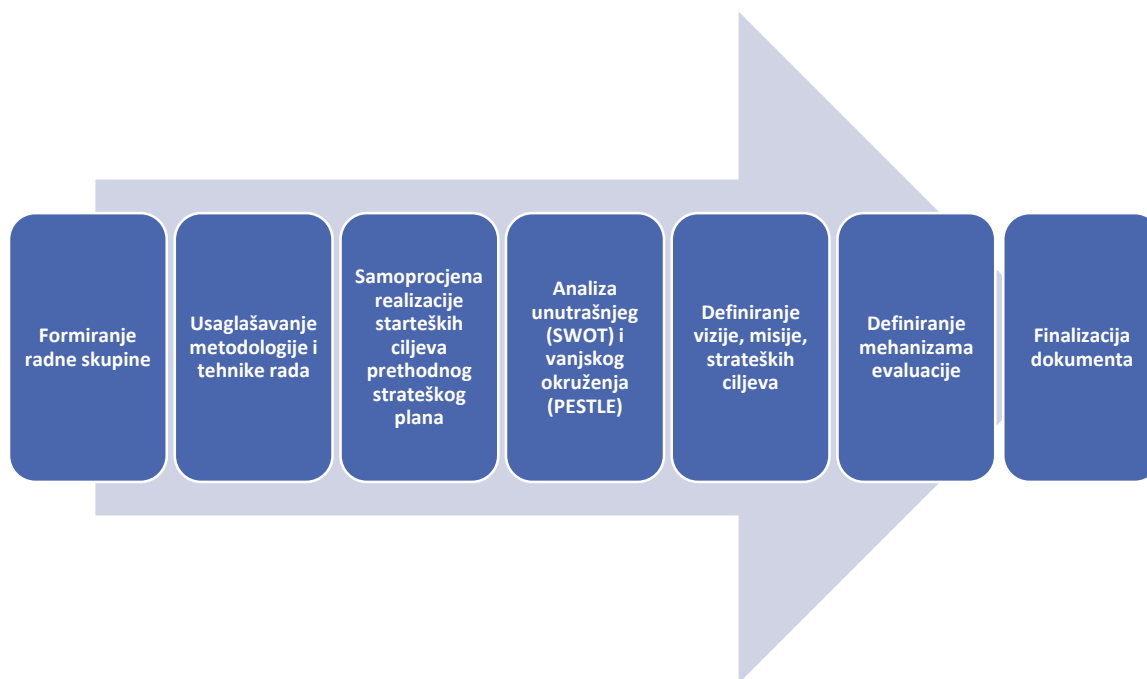 Formiranje
radne skupine
Usaglašavanje
metodologije i
tehnike rada
Samoprocjena
realizacije
starteških
ciljeva
prethodnog
strateškog
plana
Analiza
unutrašnjeg
(SWOT) i
vanjskog
okruženja
(PESTLE)
Definiranje
vizije, misije,
strateških
ciljeva
Definiranje
mehanizama
evaluacije
Finalizacija
dokumenta